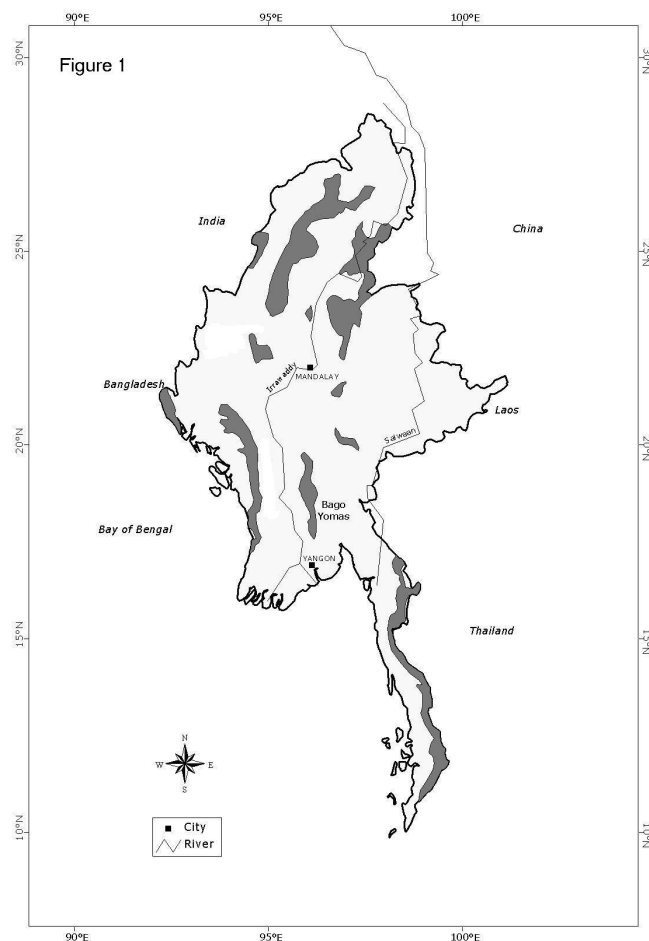 90°E 95°E 100°E
Figure 1
30°N
India
China
25°N
Irrawaddy
MANDALAY
Bangladesh
Laos
20°N
Salwaan
Bago
Yomas
Bay of Bengal
YANGON
Thailand
15°N
N
W E
S
City
River
10°N
90°E 95°E 100°E